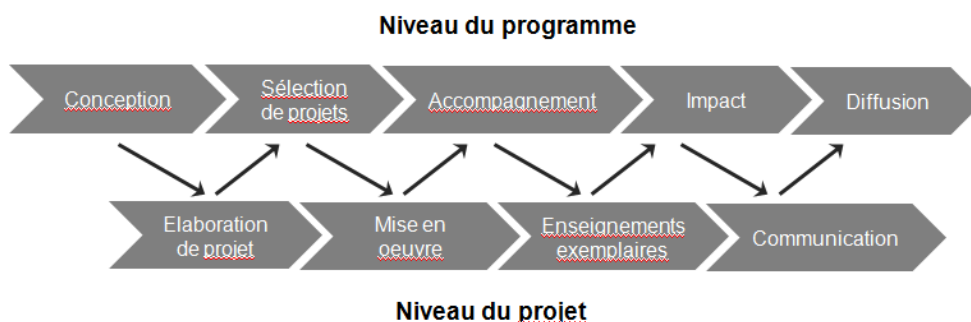 Niveau du programme
Conception
Sélection
de projets
Accompagnement
Impact
Diffusion
Elaboration
de projet
Mise en
oeuvre
Enseignements
exemplaires
Communication
Niveau du projet